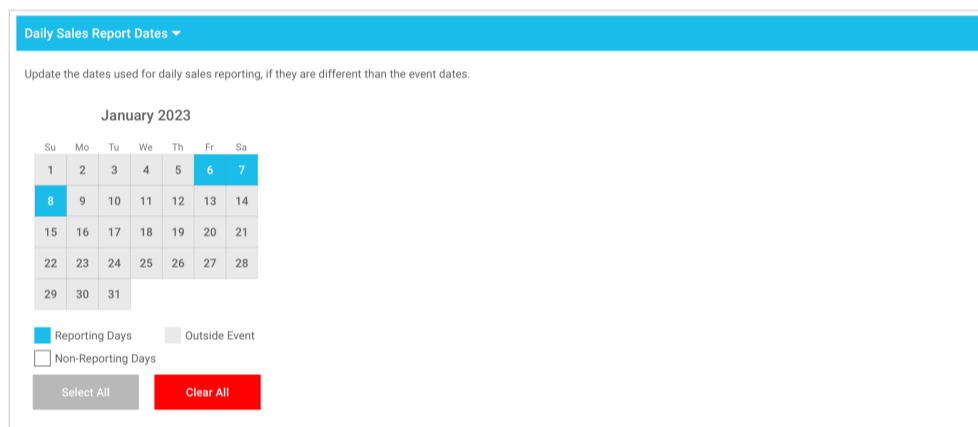 Daily Sales Report Dates
Update the dates used for daily sales reporting, if they are different than the event dates.
January 2023
Su Mo Tu We Th Fr Sa
1 2 3 4 5 6 7
8 9 10 11 12 13 14
15 16 17 18 19 20 21
22 23 24 25 26 27 28
29 30 31
Reporting Days Outside Event
Non-Reporting Days
Select All Clear All